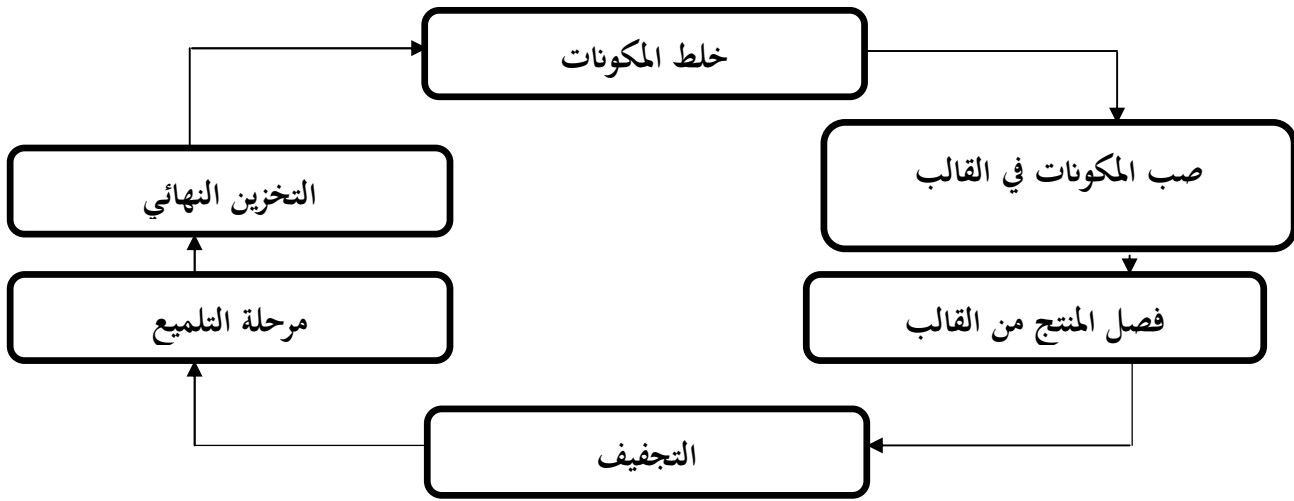 خلط المكونات
صب المكونات في القالب
فصل المنتج من القالب
التجفيف
مرحلة التلميع
التخزين النهائي